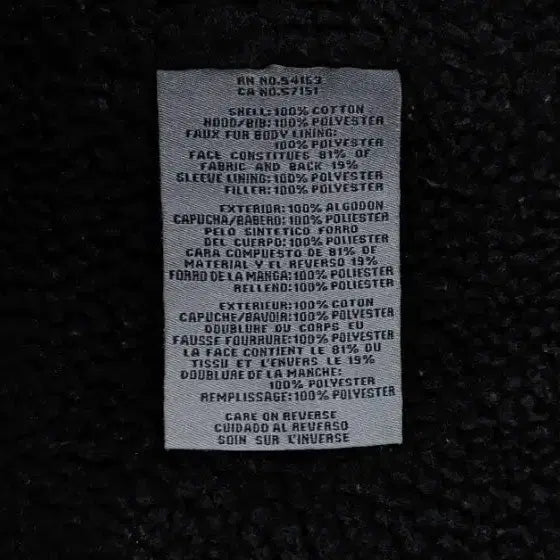 RN NO.54163
CA NO.57151
SHELL:100% COTTON
HOOD/BIB:100% POLYESTER
FAUX FUR BODY LINING:
100% POLYESTER
FACE CONSTITUES 81% OF
FABRIC AND BACK 19%
SLEEVE LINING:100% POLYESTER
FILLER:100% POLYESTER
EXTERIOR:100% ALGODON
CAPUCHA/BABERO:100% POLIESTER
PELO SINTETICO FORRO
DEL CUERPO:100% POLIESTER
CARA COMPUESTO DE 81% OF
MATERIAL Y EL REVERSO 19%
FORRO DE LA MANGA:100% POLIESTER
RELLENO:100% POLIESTER
EXTERIEUR:100% COTON
CAPUCHE/BAVOIR:100% POLYESTER
DOUBLURE DU CORPS EU
FAUSSE FOURRURE:100% POLYESTER
LA FACE CONTIENT LE 81% DU
TISSU ET L'ENVERS LE 19%
DOUBLURE DE LA MANCHE:
100% POLYESTER
REMPLISSAGE:100% POLYESTER
CARE ON REVERSE
CUIDADO AL REVERSO
SOIN SUR L'INVERSE